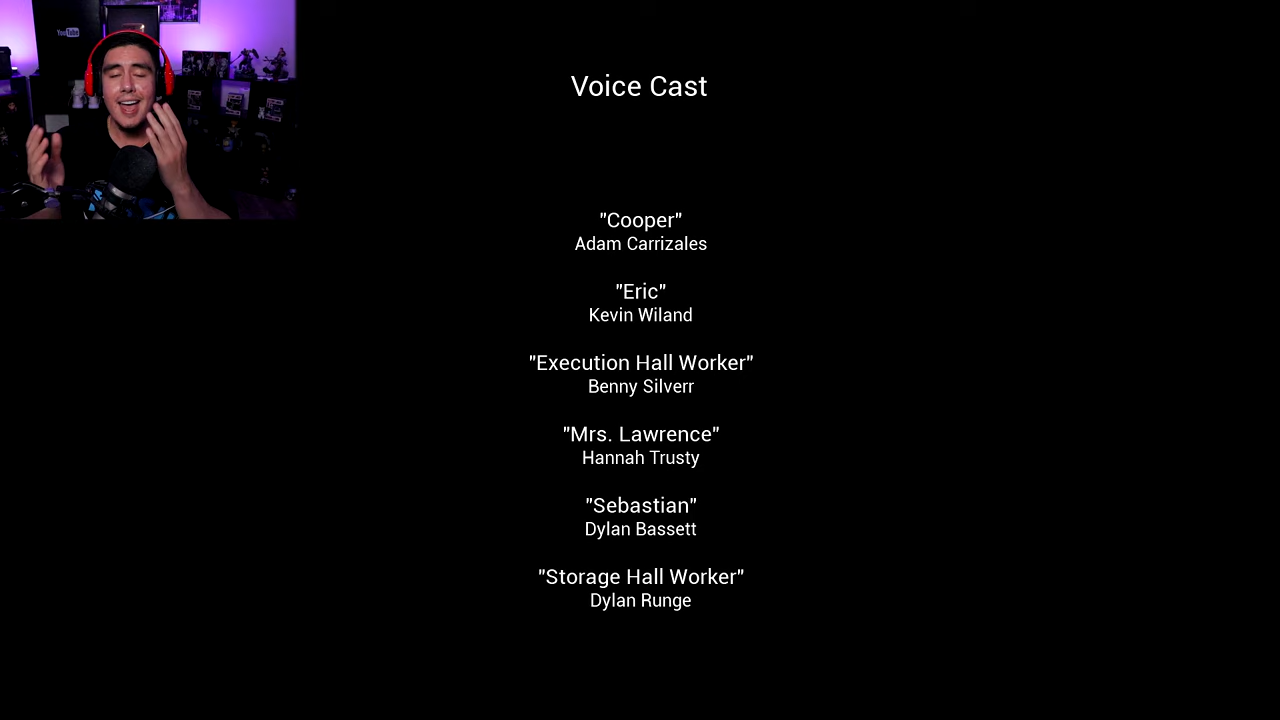 YouTube
Voice Cast
"Cooper"
Adam Carrizales
"Eric"
Kevin Wiland
"Execution Hall Worker"
Benny Silverr
"Mrs. Lawrence"
Hannah Trusty
"Sebastian"
Dylan Bassett
"Storage Hall Worker"
Dylan Runge